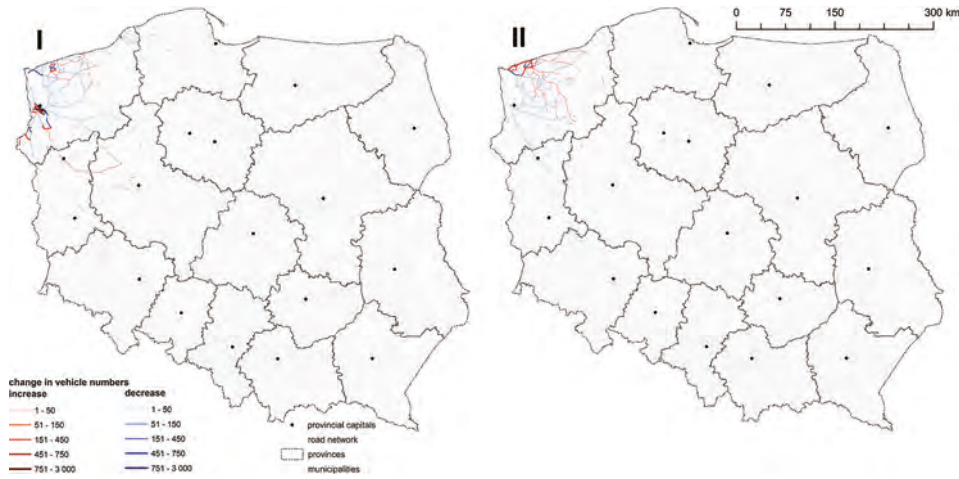 I
II
0 75 150 300 km
change in vehicle numbers
increase decrease
1 - 50 1 - 50
51 - 150 51 - 150
151 - 450 151 - 450
451 - 750 451 - 750
751 - 3 000 751 - 3 000
provincial capitals
road network
provinces
municipalities